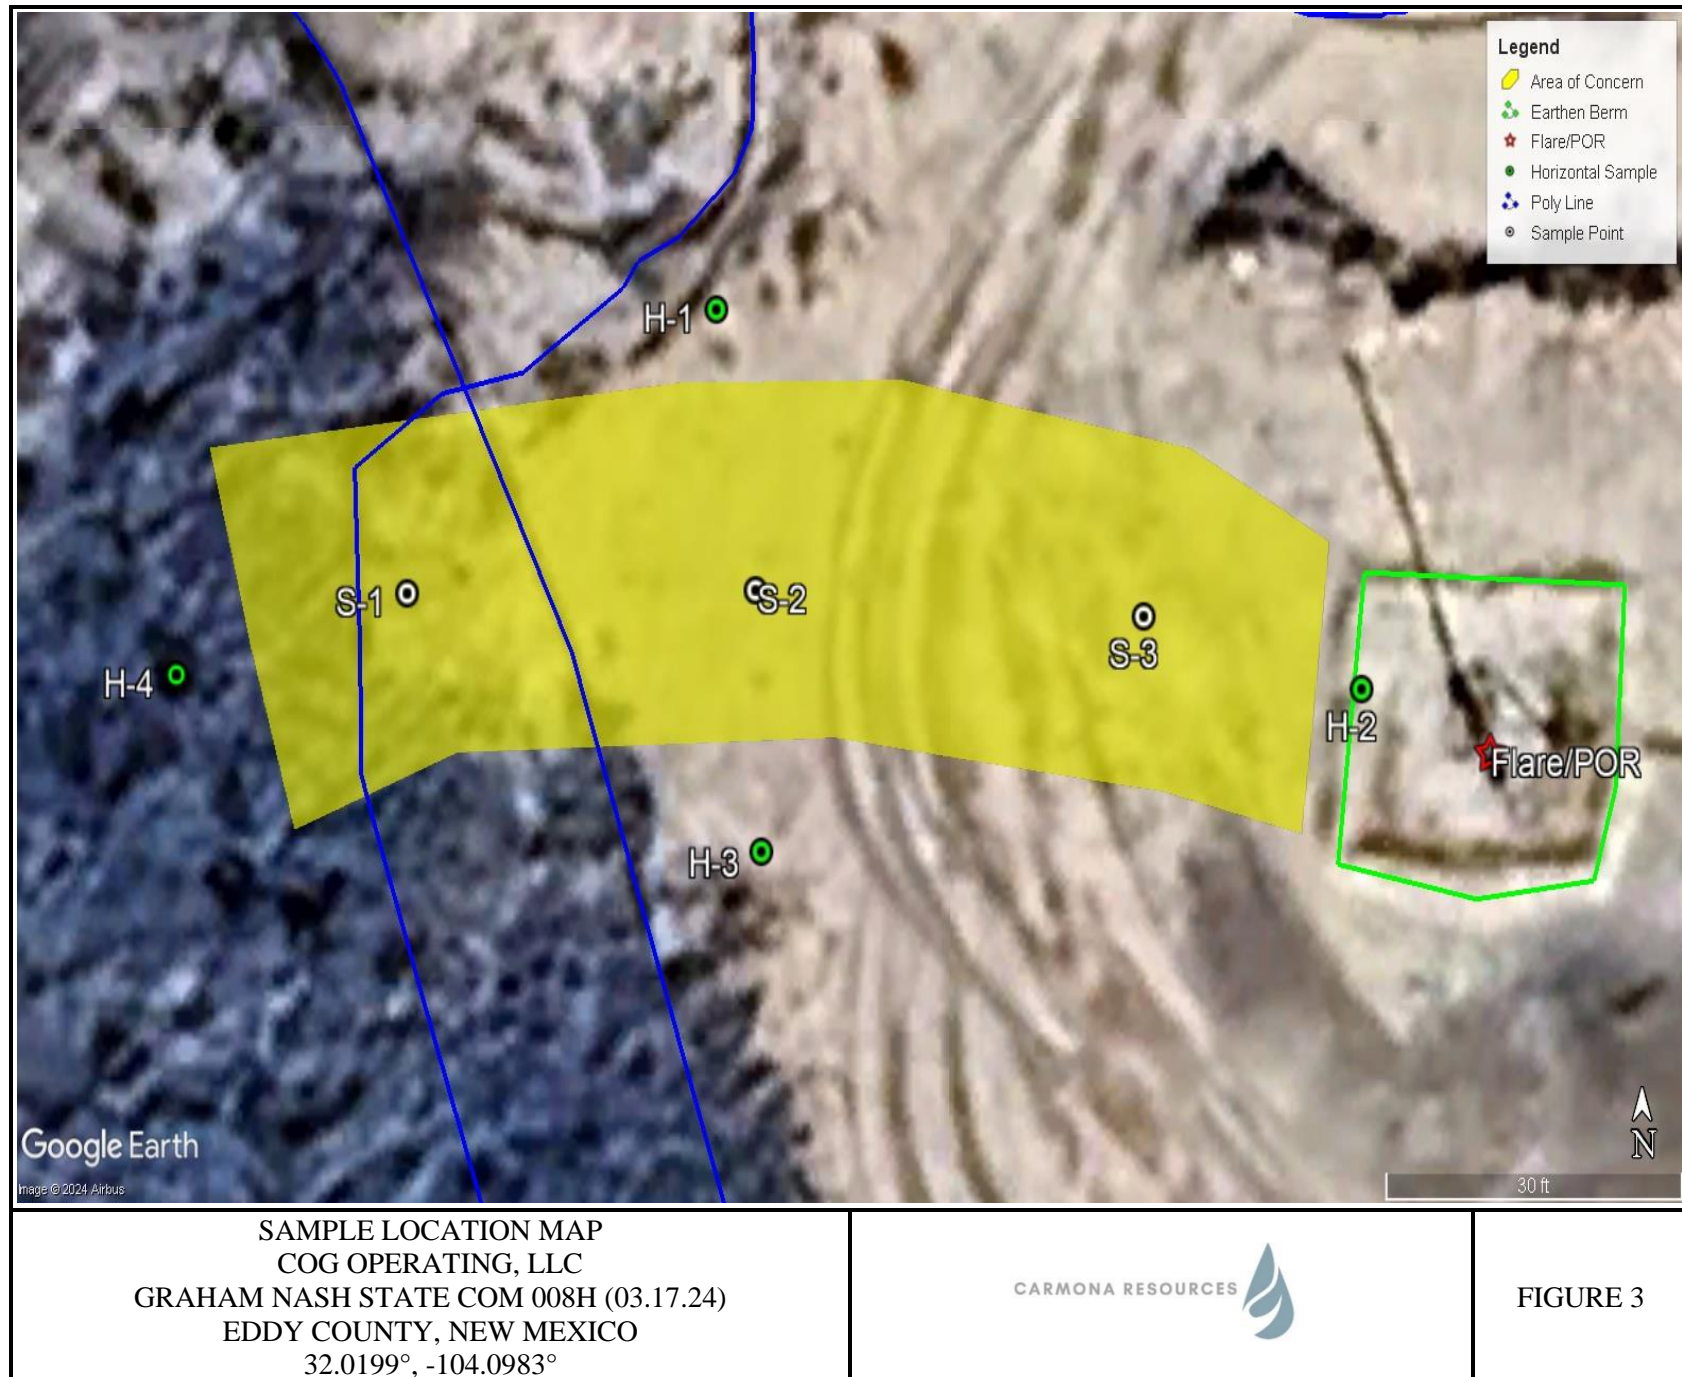 Legend
Area of Concern
Earthen Berm
Flare/POR
Horizontal Sample
Poly Line
Sample Point
H-1
S-1
S-2
S-3
H-4
H-2
Flare/POR
H-3
N
Google Earth
Image © 2024 Airbus
30 ft
SAMPLE LOCATION MAP
COG OPERATING, LLC
GRAHAM NASH STATE COM 008H (03.17.24)
EDDY COUNTY, NEW MEXICO
32.0199°, -104.0983°
CARMONA RESOURCES
FIGURE 3